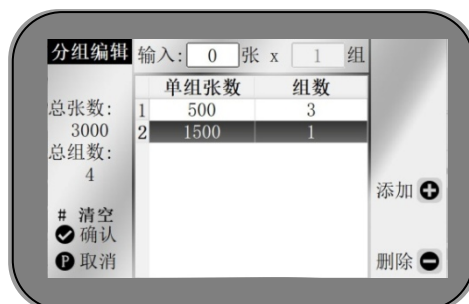 分组编辑 输入: 0 张 x 1 组
单组张数 组数
1 500 3
2 1500 1
总张数:
3000
总组数:
4
# 清空
确认
P 取消
添加
删除